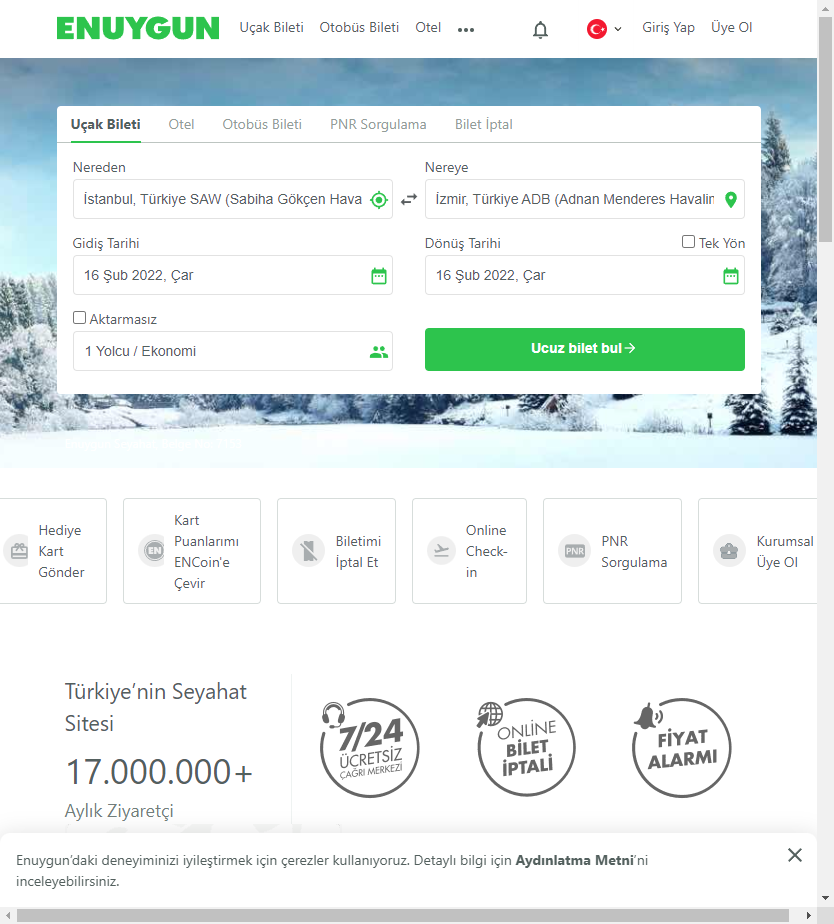 ENUYGUN Uçak Bileti Otobüs Bileti Otel Giriş Yap Üye Ol
Uçak Bileti Otel Otobüs Bileti PNR Sorgulama Bilet İptal
Nereden Nereye
İstanbul, Türkiye SAW (Sabiha Gökçen Hava İzmir, Türkiye ADB (Adnan Menderes Havalin
Gidiş Tarihi Dönüş Tarihi Tek Yön
16 Şub 2022, Çar 16 Şub 2022, Çar
Aktarmasız
1 Yolcu / Ekonomi Ucuz bilet bul
Hediye
Kart
Gönder
EN
Kart
Puanlarımı
ENCoin'e
Çevir
Biletimi
İptal Et
Online
Check-
in
PNR
PNR
Sorgulama
Kurumsal
Üye Ol
Türkiye'nin Seyahat
Sitesi
17.000.000+
Aylık Ziyaretçi
7/24
ÜCRETSİZ
ÇAĞRI MERKEZİ
ONLİNE
BİLET
İPTALİ
FİYAT
ALARMI
Enuygun'daki deneyiminizi iyileştirmek için çerezler kullanıyoruz. Detaylı bilgi için Aydınlatma Metni'ni
inceleyebilirsiniz.